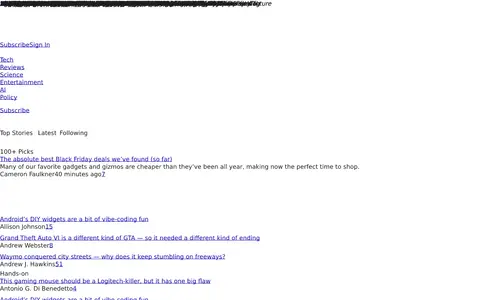 SubscribeSign In
Tech
Reviews
Science
Entertainment
AI
Policy
Subscribe
Top Stories Latest Following
100+ Picks
The absolute best Black Friday deals we've found (so far)
Many of our favorite gadgets and gizmos are cheaper than they've been all year, making now the perfect time to shop.
Cameron Faulkner40 minutes ago7
Android's DIY widgets are a bit of vibe-coding fun
Allison Johnson15
Grand Theft Auto VI is a different kind of GTA — so it needed a different kind of ending
Andrew Webster8
Waymo conquered city streets — why does it keep stumbling on freeways?
Andrew J. Hawkins51
Hands-on
This gaming mouse should be a Logitech-killer, but it has one big flaw
Antonio G. Di Benedetto4
Android's DIY widgets are a bit of vibe-coding fun